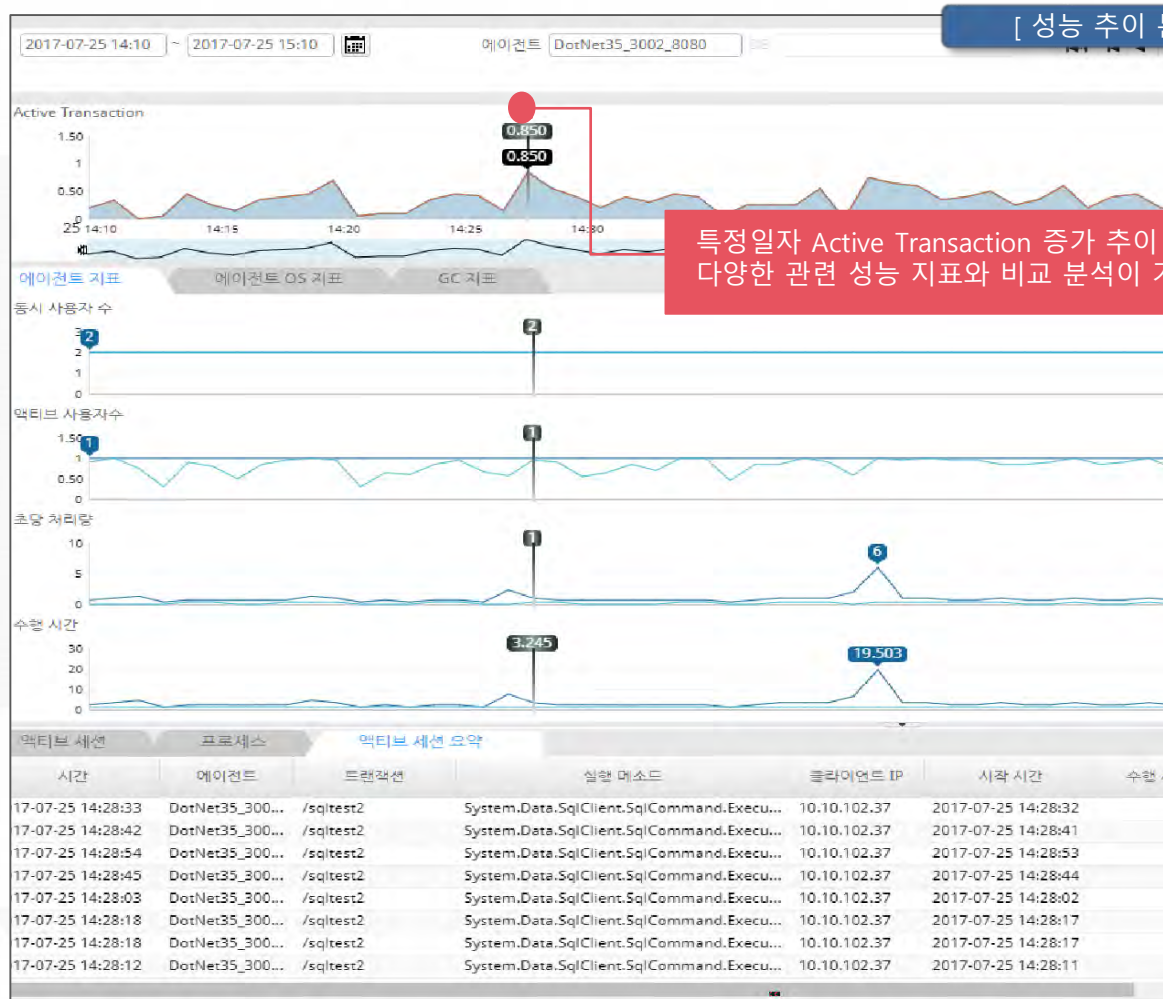 [ 성능 추이
2017-07-25 14:10 ~ 2017-07-25 15:10 에이전트 DotNet35_3002_8080
Active Transaction
0.850
0.850
1.50
1
0.50
0
25 14:10 14:15 14:20 14:25 14:30
특정일자 Active Transaction 증가 추이
다양한 관련 성능 지표와 비교 분석이
에이전트 지표 에이전트 OS 지표 GC 지표
동시 사용자 수
3
2
2
2
1
0
액티브 사용자수
1.50
1
1
1
0.50
0
초당 처리량
10
1
6
5
0
수행 시간
30
3.245
19.503
20
10
0
액티브 세션 프로세스 액티브 세션 요약
시간 에이전트 트랜잭션 실행 메소드 클라이언트 IP 시작 시간 수행
17-07-25 14:28:33 DotNet35_300... /sqltest2 System.Data.SqlClient.SqlCommand.Execu... 10.10.102.37 2017-07-25 14:28:32
17-07-25 14:28:42 DotNet35_300... /sqltest2 System.Data.SqlClient.SqlCommand.Execu... 10.10.102.37 2017-07-25 14:28:41
17-07-25 14:28:54 DotNet35_300... /sqltest2 System.Data.SqlClient.SqlCommand.Execu... 10.10.102.37 2017-07-25 14:28:53
17-07-25 14:28:45 DotNet35_300... /sqltest2 System.Data.SqlClient.SqlCommand.Execu... 10.10.102.37 2017-07-25 14:28:44
17-07-25 14:28:03 DotNet35_300... /sqltest2 System.Data.SqlClient.SqlCommand.Execu... 10.10.102.37 2017-07-25 14:28:02
17-07-25 14:28:18 DotNet35_300... /sqltest2 System.Data.SqlClient.SqlCommand.Execu... 10.10.102.37 2017-07-25 14:28:17
17-07-25 14:28:18 DotNet35_300... /sqltest2 System.Data.SqlClient.SqlCommand.Execu... 10.10.102.37 2017-07-25 14:28:17
17-07-25 14:28:12 DotNet35_300... /sqltest2 System.Data.SqlClient.SqlCommand.Execu... 10.10.102.37 2017-07-25 14:28:11